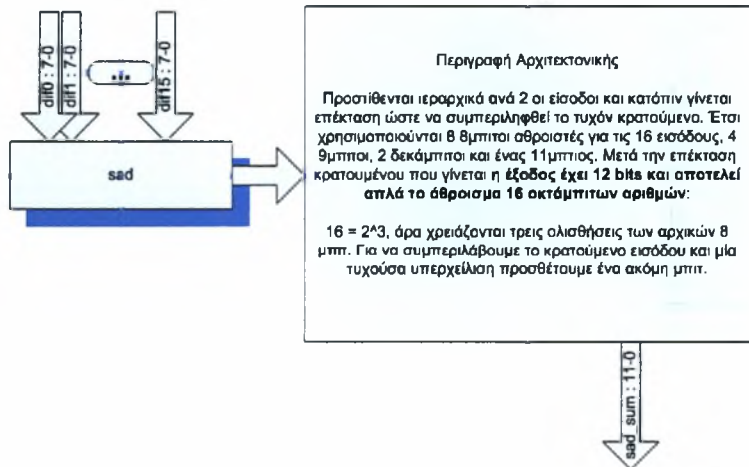 dif0 : 7-0
dif1 : 7-0
...
dif15 : 7-0
sad
Περιγραφή Αρχιτεκτονικής
Προστίθενται ιεραρχικά ανά 2 οι είσοδοι και κατόπιν γίνεται
επέκταση ώστε να συμπεριληφθεί το τυχόν κρατούμενο. Έτσι
χρησιμοποιούνται 8 8μπιτοι αθροιστές για τις 16 εισόδους, 4
9μπιτοι, 2 δεκάμπιτοι και ένας 11μπιτος. Μετά την επέκταση
κρατουμένου που γίνεται η έξοδος έχει 12 bits και αποτελεί
απλά το άθροισμα 16 οκτάμπιτων αριθμών:
16 = 2^3, άρα χρειάζονται τρεις ολισθήσεις των αρχικών 8
μπιτ. Για να συμπεριλάβουμε το κρατούμενο εισόδου και μία
τυχούσα υπερχείλιση προσθέτουμε ένα ακόμη μπιτ.
sad_sum : 11-0